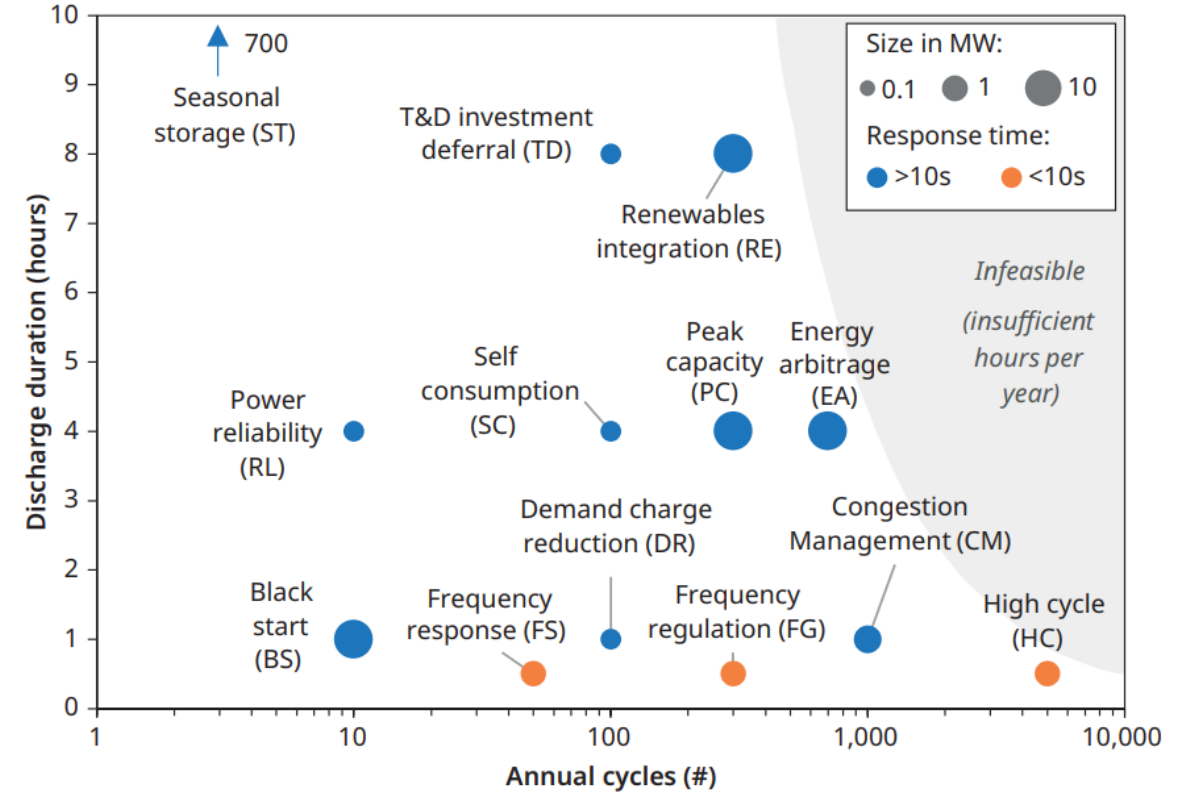 10
9
8
7
6
5
4
3
2
1
0
Discharge duration (hours)
700
Seasonal
storage (ST)
T&D investment
deferral (TD)
Renewables
integration (RE)
Size in MW:
0.1
1
10
Response time:
>10s
<10s
Infeasible
(insufficient
hours per
year)
Power
reliability
(RL)
Self
consumption
(SC)
Peak
capacity
(PC)
Energy
arbitrage
(EA)
Demand charge
reduction (DR)
Congestion
Management (CM)
Black
start
(BS)
Frequency
response (FS)
Frequency
regulation (FG)
High cycle
(HC)
1
10
100
1,000
10,000
Annual cycles (#)